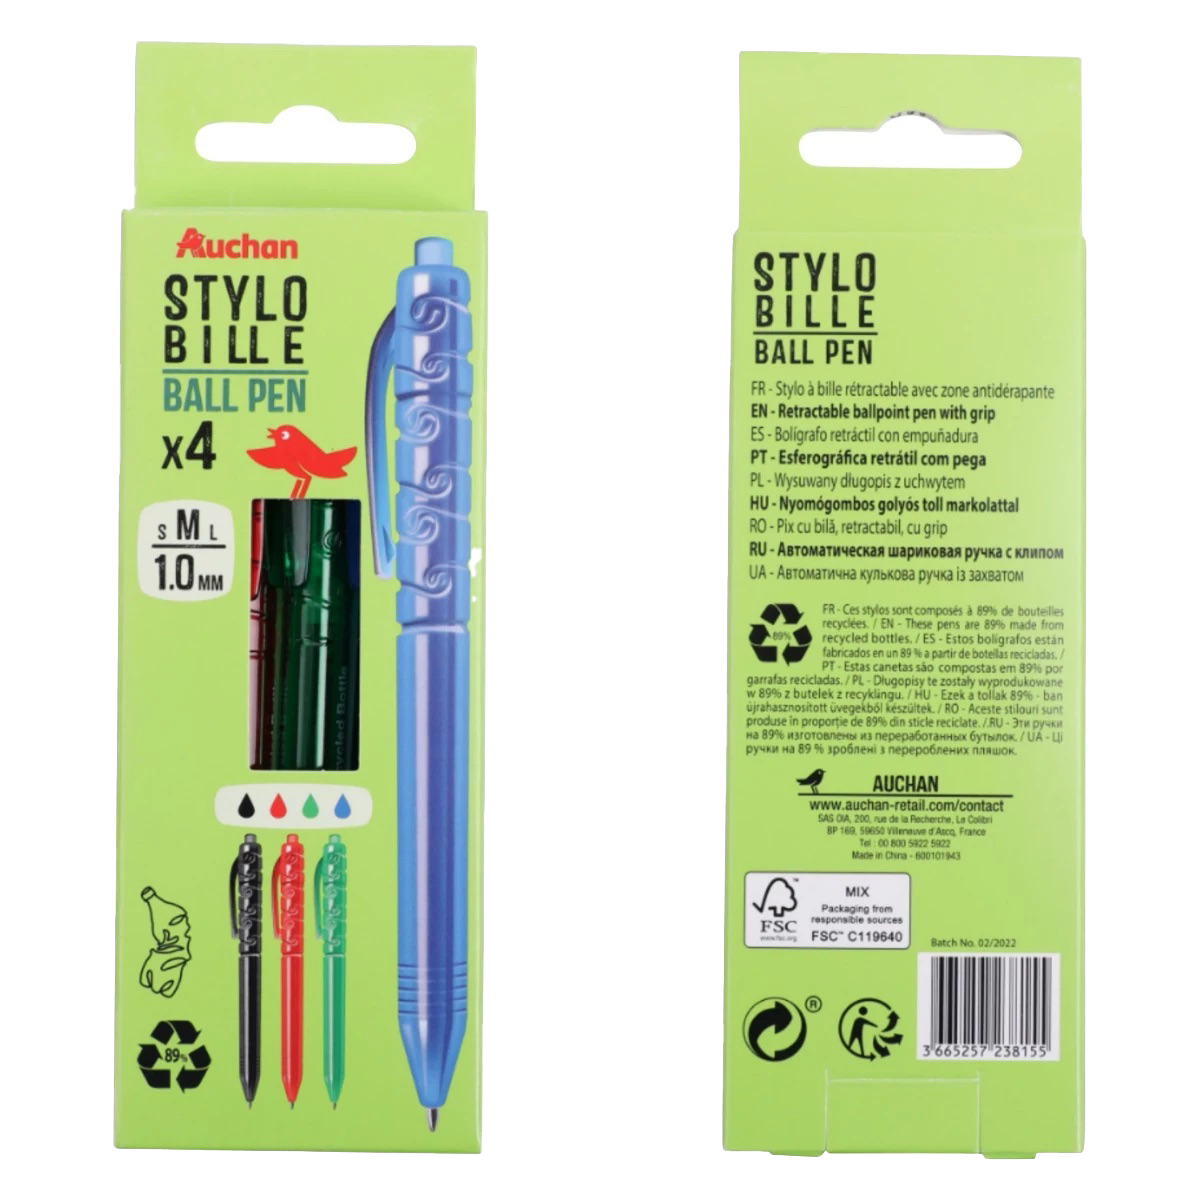 Auchan
STYLO
BILLE
BALL PEN
x4
S M L
1.0 MM
89%
STYLO
BILLE
BALL PEN
FR - Stylo à bille rétractable avec zone antidérapante
EN - Retractable ballpoint pen with grip
ES - Bolígrafo retráctil con empuñadura
PT - Esferográfica retrátil com pega
PL - Wysuwany długopis z uchwytem
HU - Nyomógombos golyós toll markolattal
RO - Pix cu bilă, retractabil, cu grip
RU - Автоматическая шариковая ручка с клипом
UA - Автоматична кулькова ручка із захватом
89%
FR - Ces stylos sont composés à 89% de bouteilles
recyclées. / EN - These pens are 89% made from
recycled bottles. / ES - Estos bolígrafos están
fabricados en un 89 % a partir de botellas recicladas. /
PT - Estas canetas são compostas em 89% por
garrafas recicladas. / PL - Długopisy te zostały wyprodukowane
w 89% z butelek z recyklingu. / HU - Ezek a tollak 89% - ban
újrahasznosított üvegekből készültek. / RO - Aceste stilouri sunt
produse în proporție de 89% din sticle reciclate. /.RU - Эти ручки
на 89% изготовлены из переработанных бутылок. / UA - Ці
ручки на 89 % зроблені з перероблених пляшок.
AUCHAN
www.auchan-retail.com/contact
SAS OIA, 200, rue de la Recherche, Le Colibri
BP 169, 59650 Villeneuve d'Ascq, France
Tel : 00 800 5922 5922
Made in China - 600101943
FSC
www.fsc.org
MIX
Packaging from
responsible sources
FSC™ C119640
Batch No. 02/2022
3 665257 238155